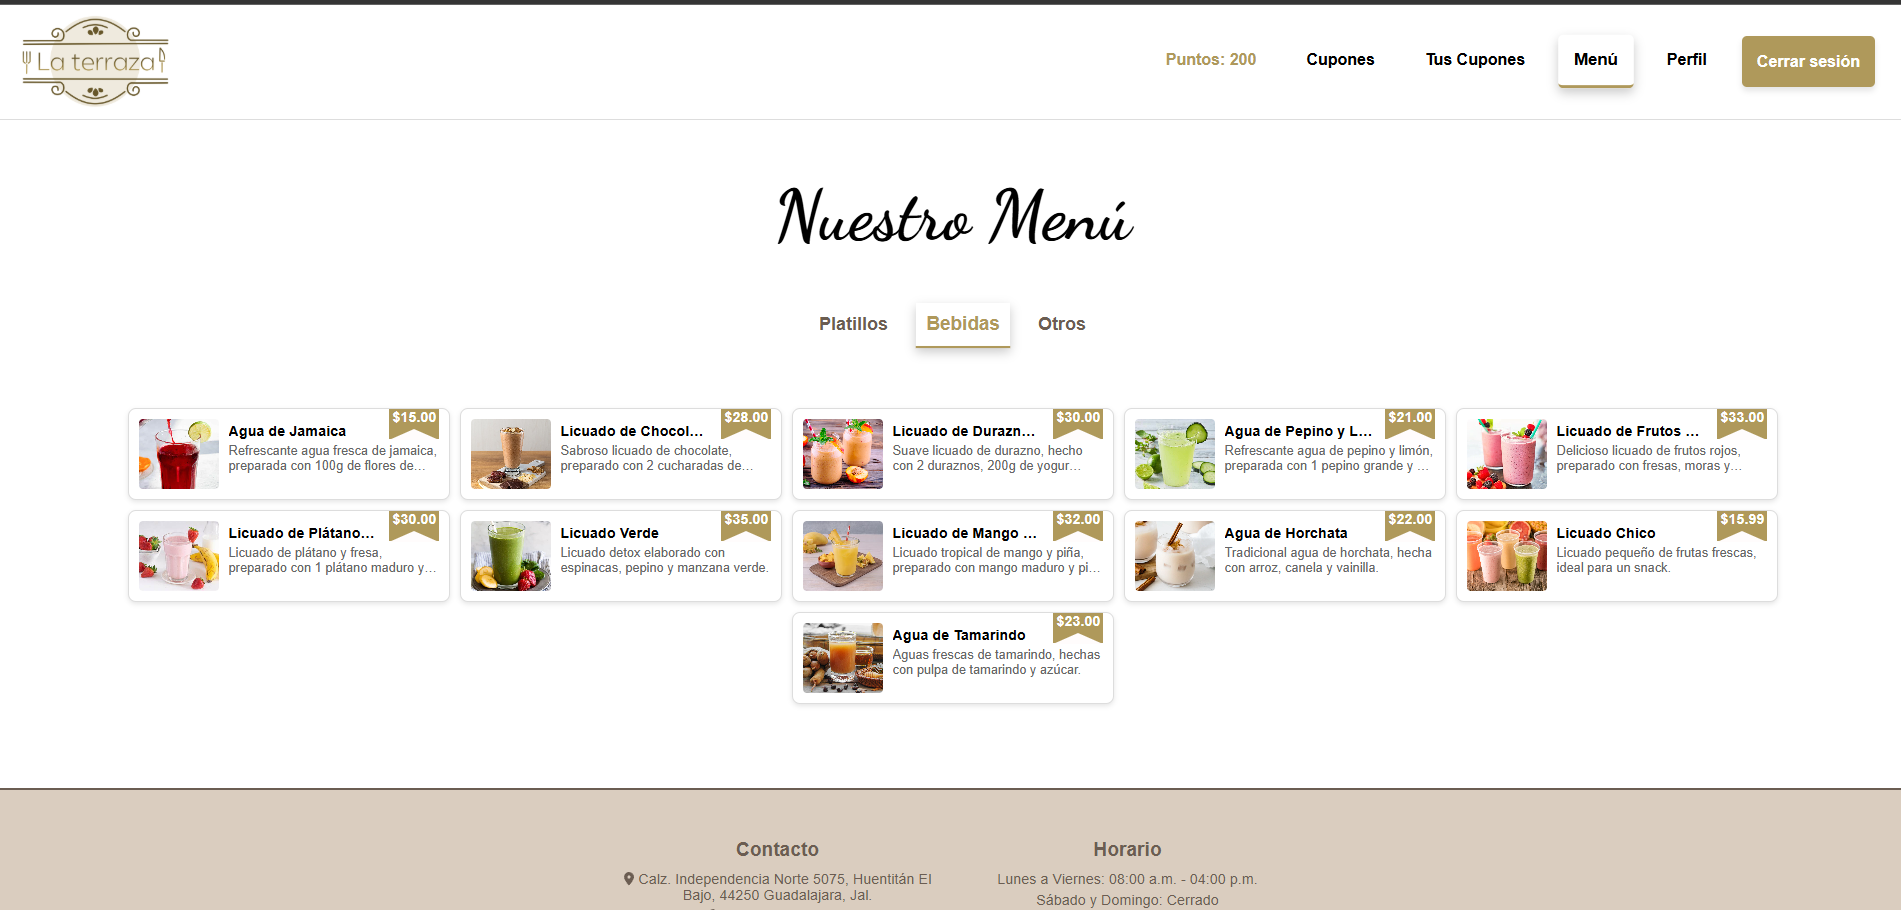 La terraza
Puntos: 200
Cupones
Tus Cupones
Menú
Perfil
Cerrar sesión
Nuestro Menú
Platillos
Bebidas
Otros
Agua de Jamaica
$15.00
Refrescante agua fresca de jamaica,
preparada con 100g de flores de...
Licuado de Chocol...
$28.00
Sabroso licuado de chocolate,
preparado con 2 cucharadas de...
Licuado de Durazn...
$30.00
Suave licuado de durazno, hecho
con 2 duraznos, 200g de yogur...
Agua de Pepino y L...
$21.00
Refrescante agua de pepino y limón,
preparada con 1 pepino grande y ...
Licuado de Frutos ...
$33.00
Delicioso licuado de frutos rojos,
preparado con fresas, moras y...
Licuado de Plátano...
$30.00
Licuado de plátano y fresa,
preparado con 1 plátano maduro y...
Licuado Verde
$35.00
Licuado detox elaborado con
espinacas, pepino y manzana verde.
Licuado de Mango ...
$32.00
Licuado tropical de mango y piña,
preparado con mango maduro y pi...
Agua de Horchata
$22.00
Tradicional agua de horchata, hecha
con arroz, canela y vainilla.
Licuado Chico
$15.99
Licuado pequeño de frutas frescas,
ideal para un snack.
Agua de Tamarindo
$23.00
Aguas frescas de tamarindo, hechas
con pulpa de tamarindo y azúcar.
Contacto
Calz. Independencia Norte 5075, Huentitán El
Bajo, 44250 Guadalajara, Jal.
Horario
Lunes a Viernes: 08:00 a.m. - 04:00 p.m.
Sábado y Domingo: Cerrado